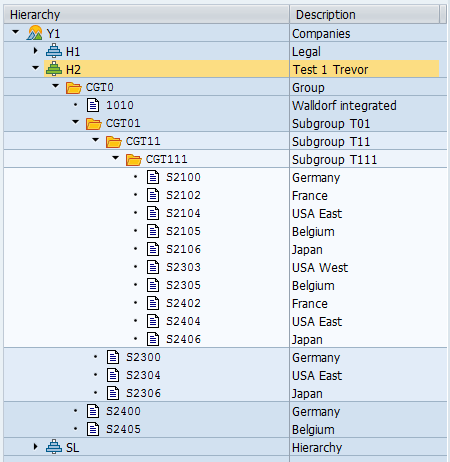 Hierarchy Description
Y1 Companies
H1 Legal
H2 Test 1 Trevor
CGT0 Group
1010 Walldorf integrated
CGT01 Subgroup T01
CGT11 Subgroup T11
CGT111 Subgroup T111
S2100 Germany
S2102 France
S2104 USA East
S2105 Belgium
S2106 Japan
S2303 USA West
S2305 Belgium
S2402 France
S2404 USA East
S2406 Japan
S2300 Germany
S2304 USA East
S2306 Japan
S2400 Germany
S2405 Belgium
SL Hierarchy